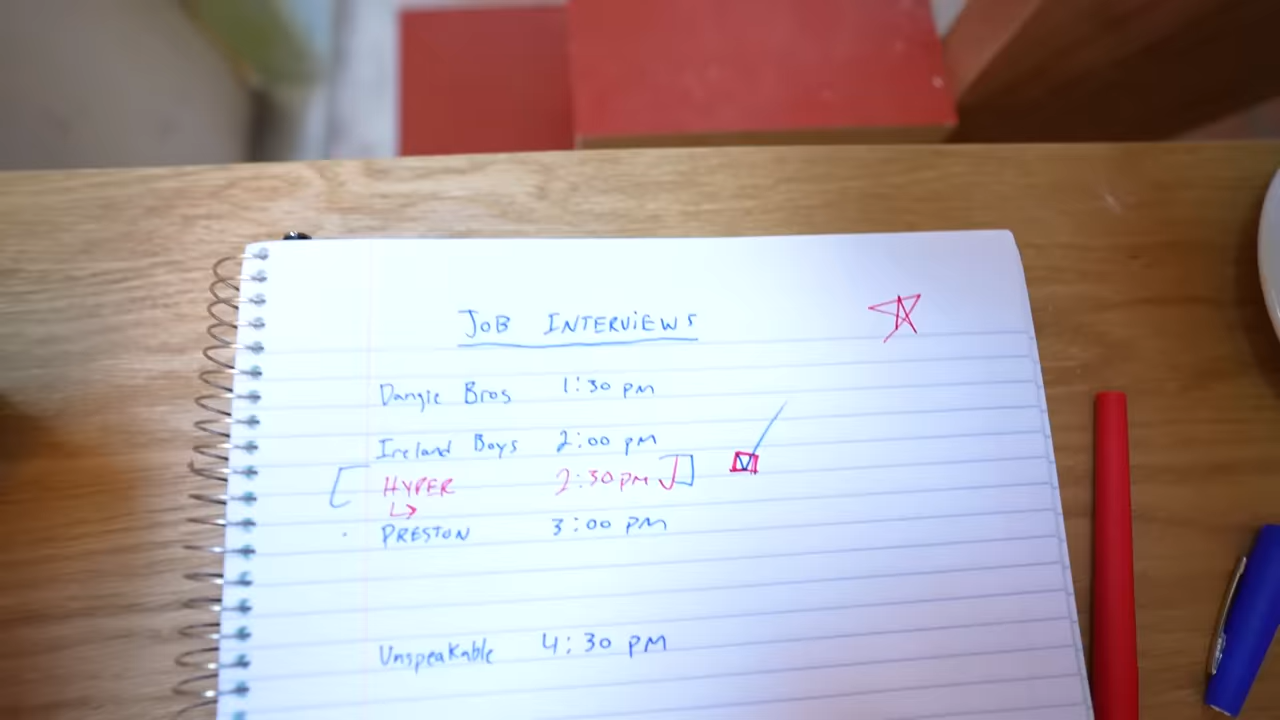 JOB INTERVIEWS
Dangie Bros 1:30 pm
Ireland Boys 2:00 pm
HYPER 2:30 pm
PRESTON 3:00 pm
Unspeakable 4:30 pm